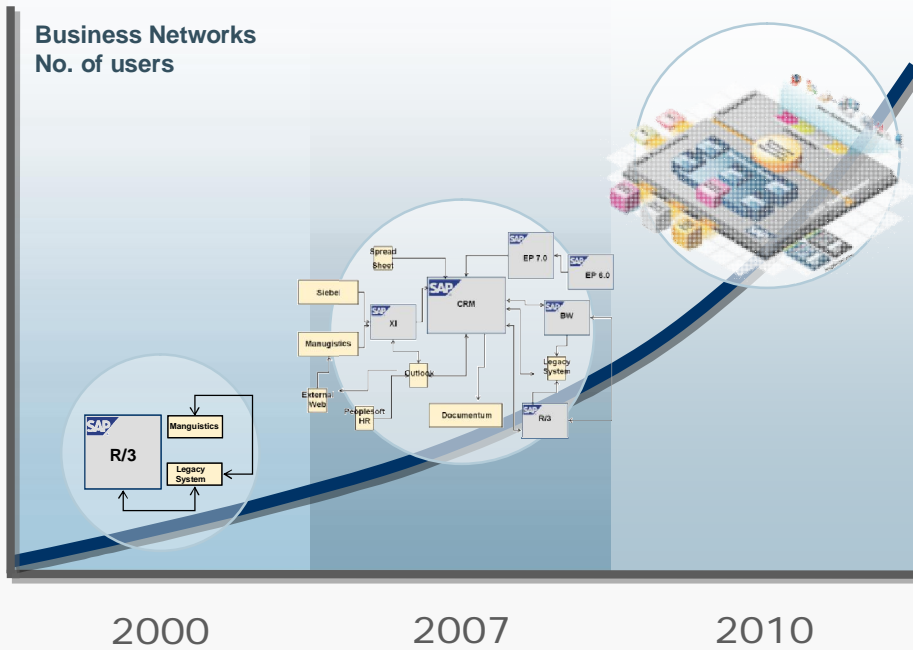 Business Networks
No. of users
SAP
R/3
Manguistics
Legacy
System
Spread
Sheet
Siebel
Manugistics
SAP
XI
SAP
CRM
SAP
EP 7.0
EP 6.0
SAP
BW
Legacy
System
Outlook
External
Web
Peoplesoft
HR
Documentum
SAP
R/3
2000
2007
2010